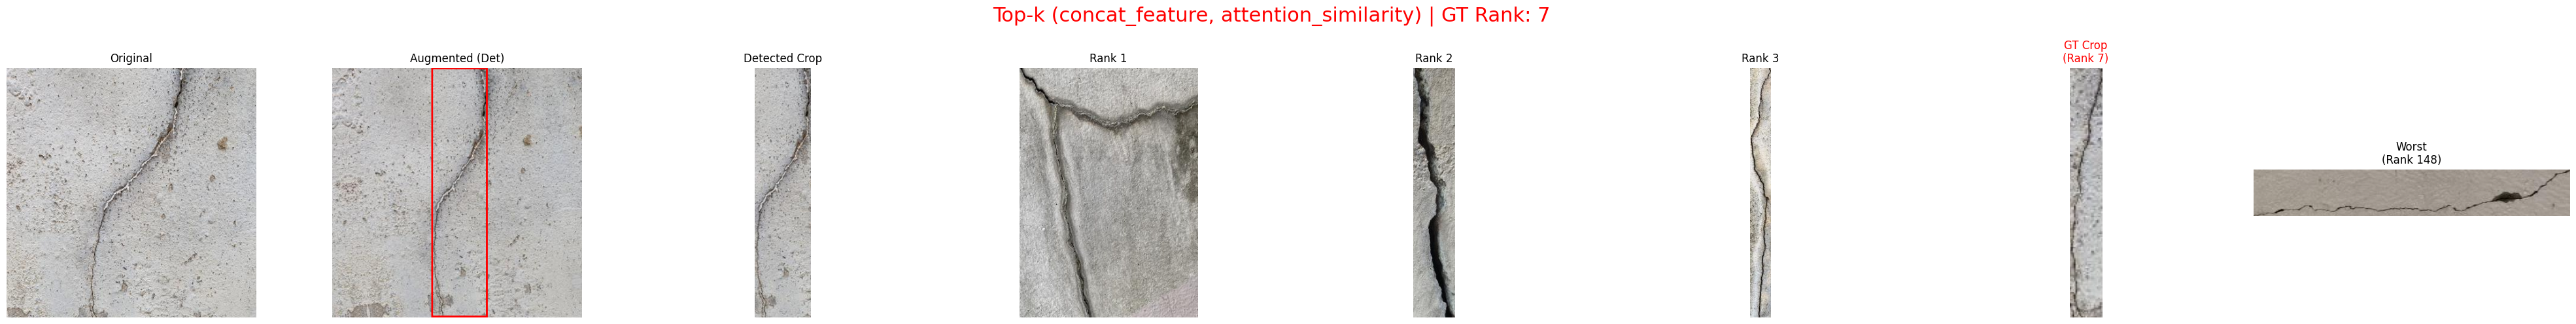 Top-k (concat_feature, attention_similarity) | GT Rank: 7
Original
Augmented (Det)
Detected Crop
Rank 1
Rank 2
Rank 3
GT Crop
(Rank 7)
Worst
(Rank 148)